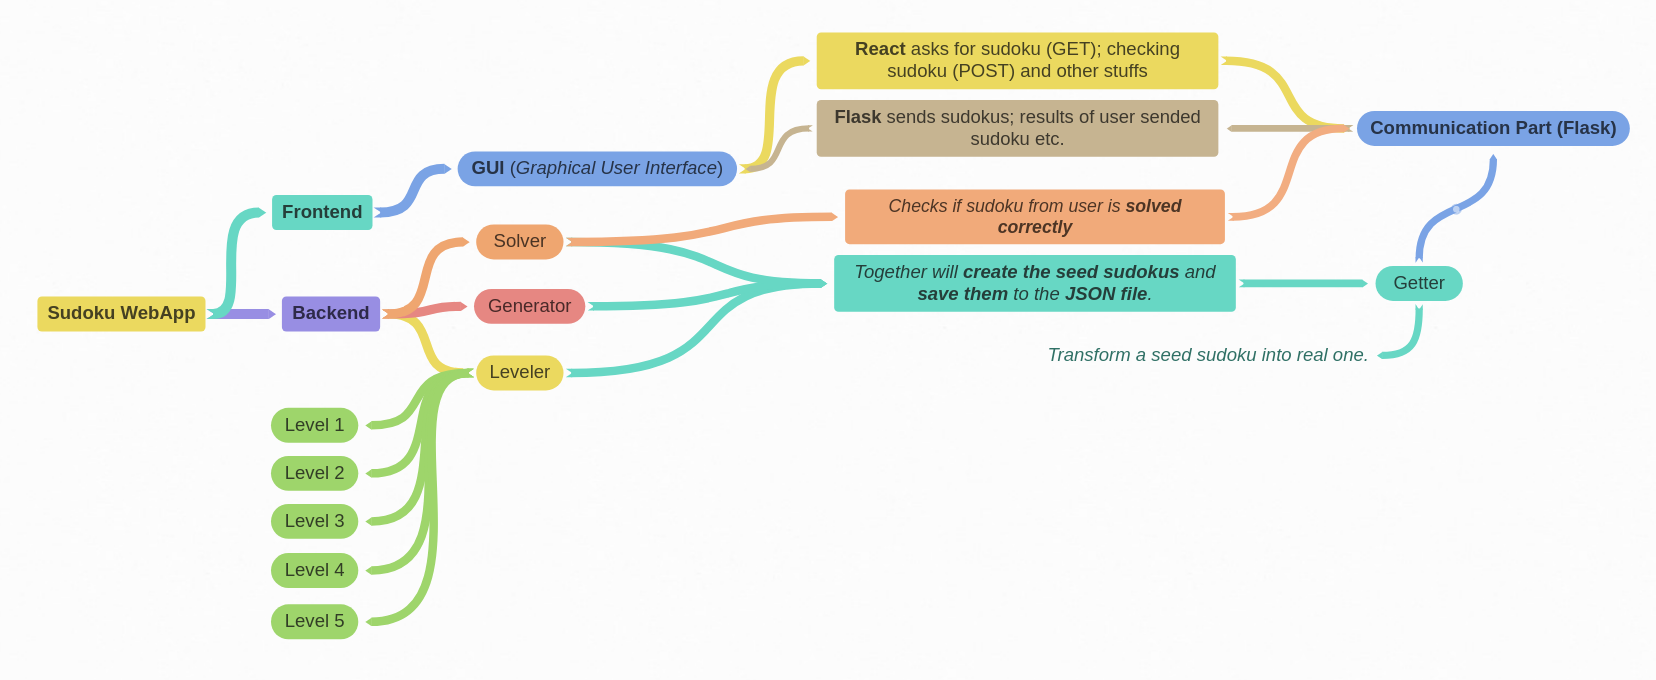 React asks for sudoku (GET); checking
sudoku (POST) and other stuffs
Flask sends sudokus; results of user sended
sudoku etc.
Communication Part (Flask)
GUI (Graphical User Interface)
Frontend
Checks if sudoku from user is solved
correctly
Solver
Together will create the seed sudokus and
save them to the JSON file.
Getter
Sudoku WebApp
Backend
Generator
Transform a seed sudoku into real one.
Leveler
Level 1
Level 2
Level 3
Level 4
Level 5